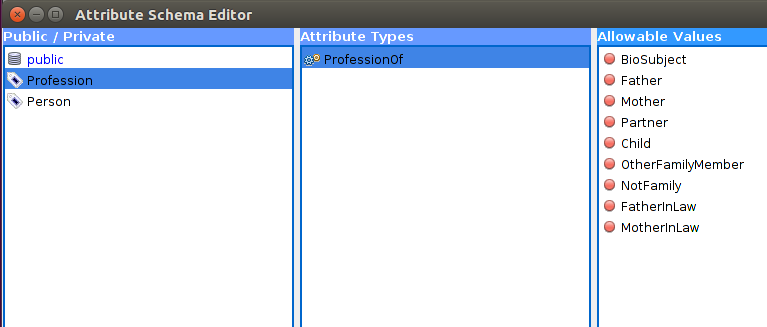 Attribute Schema Editor
Public / Private
public
Profession
Person
Attribute Types
ProfessionOf
Allowable Values
BioSubject
Father
Mother
Partner
Child
OtherFamilyMember
NotFamily
FatherInLaw
MotherInLaw